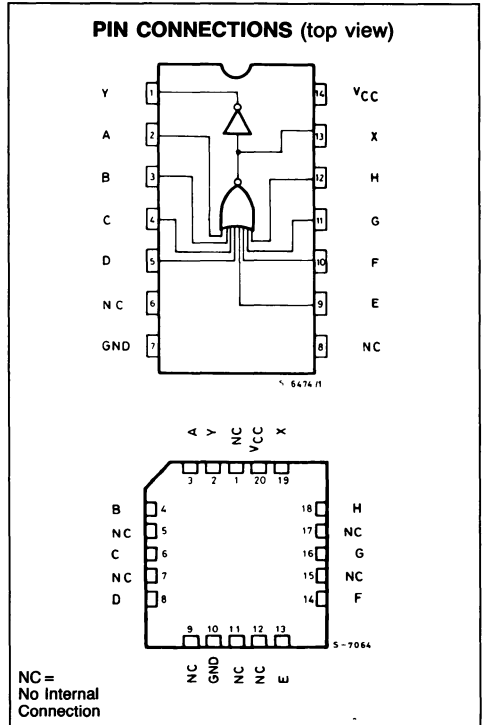 PIN CONNECTIONS (top view)
Y 1 14 VCC
A 2 13 X
B 3 12 H
C 4 11 G
D 5 10 F
NC 6 9 E
GND 7 8 NC
S 6474/1
A Y NC VCC X
3 2 1 20 19
B 4 18 H
NC 5 17 NC
C 6 16 G
NC 7 15 NC
D 8 14 F
9 10 11 12 13
NC GND NC NC E
S-7064
NC =
No Internal
Connection